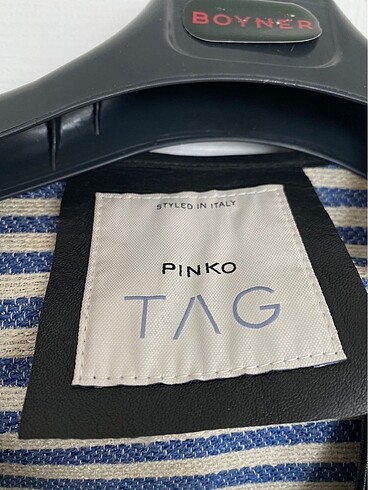 BOYNER
STYLED IN ITALY
PINKO
TAG